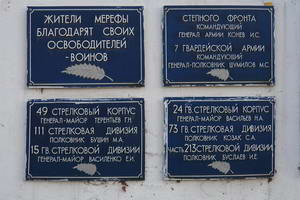 ЖИТЕЛИ МЕРЕФЫ
БЛАГОДАРЯТ СВОИХ
ОСВОБОДИТЕЛЕЙ
-ВОИНОВ
СТЕПНОГО ФРОНТА
КОМАНДУЮЩИЙ
ГЕНЕРАЛ АРМИИ КОНЕВ И.С.
7 ГВАРДЕЙСКОЙ АРМИИ
КОМАНДУЮЩИЙ
ГЕНЕРАЛ-ПОЛКОВНИК ШУМИЛОВ М.С.
49 СТРЕЛКОВЫЙ КОРПУС
ГЕНЕРАЛ-МАЙОР ТЕРЕНТЬЕВ Г.Н.
111 СТРЕЛКОВАЯ ДИВИЗИЯ
ПОЛКОВНИК БУШИН М.А.
15 ГВ.СТРЕЛКОВОЙ ДИВИЗИИ
ГЕНЕРАЛ-МАЙОР ВАСИЛЕНКО Е.И.
24 ГВ.СТРЕЛКОВЫЙ КОРПУС
ГЕНЕРАЛ-МАЙОР ВАСИЛЬЕВ Н.А.
73 ГВ.СТРЕЛКОВАЯ ДИВИЗИЯ
ПОЛКОВНИК КОЗАК С.А.
ЧАСТЬ 213 СТРЕЛКОВОЙ ДИВИЗИИ
ПОЛКОВНИК БУСЛАЕВ И.Е.